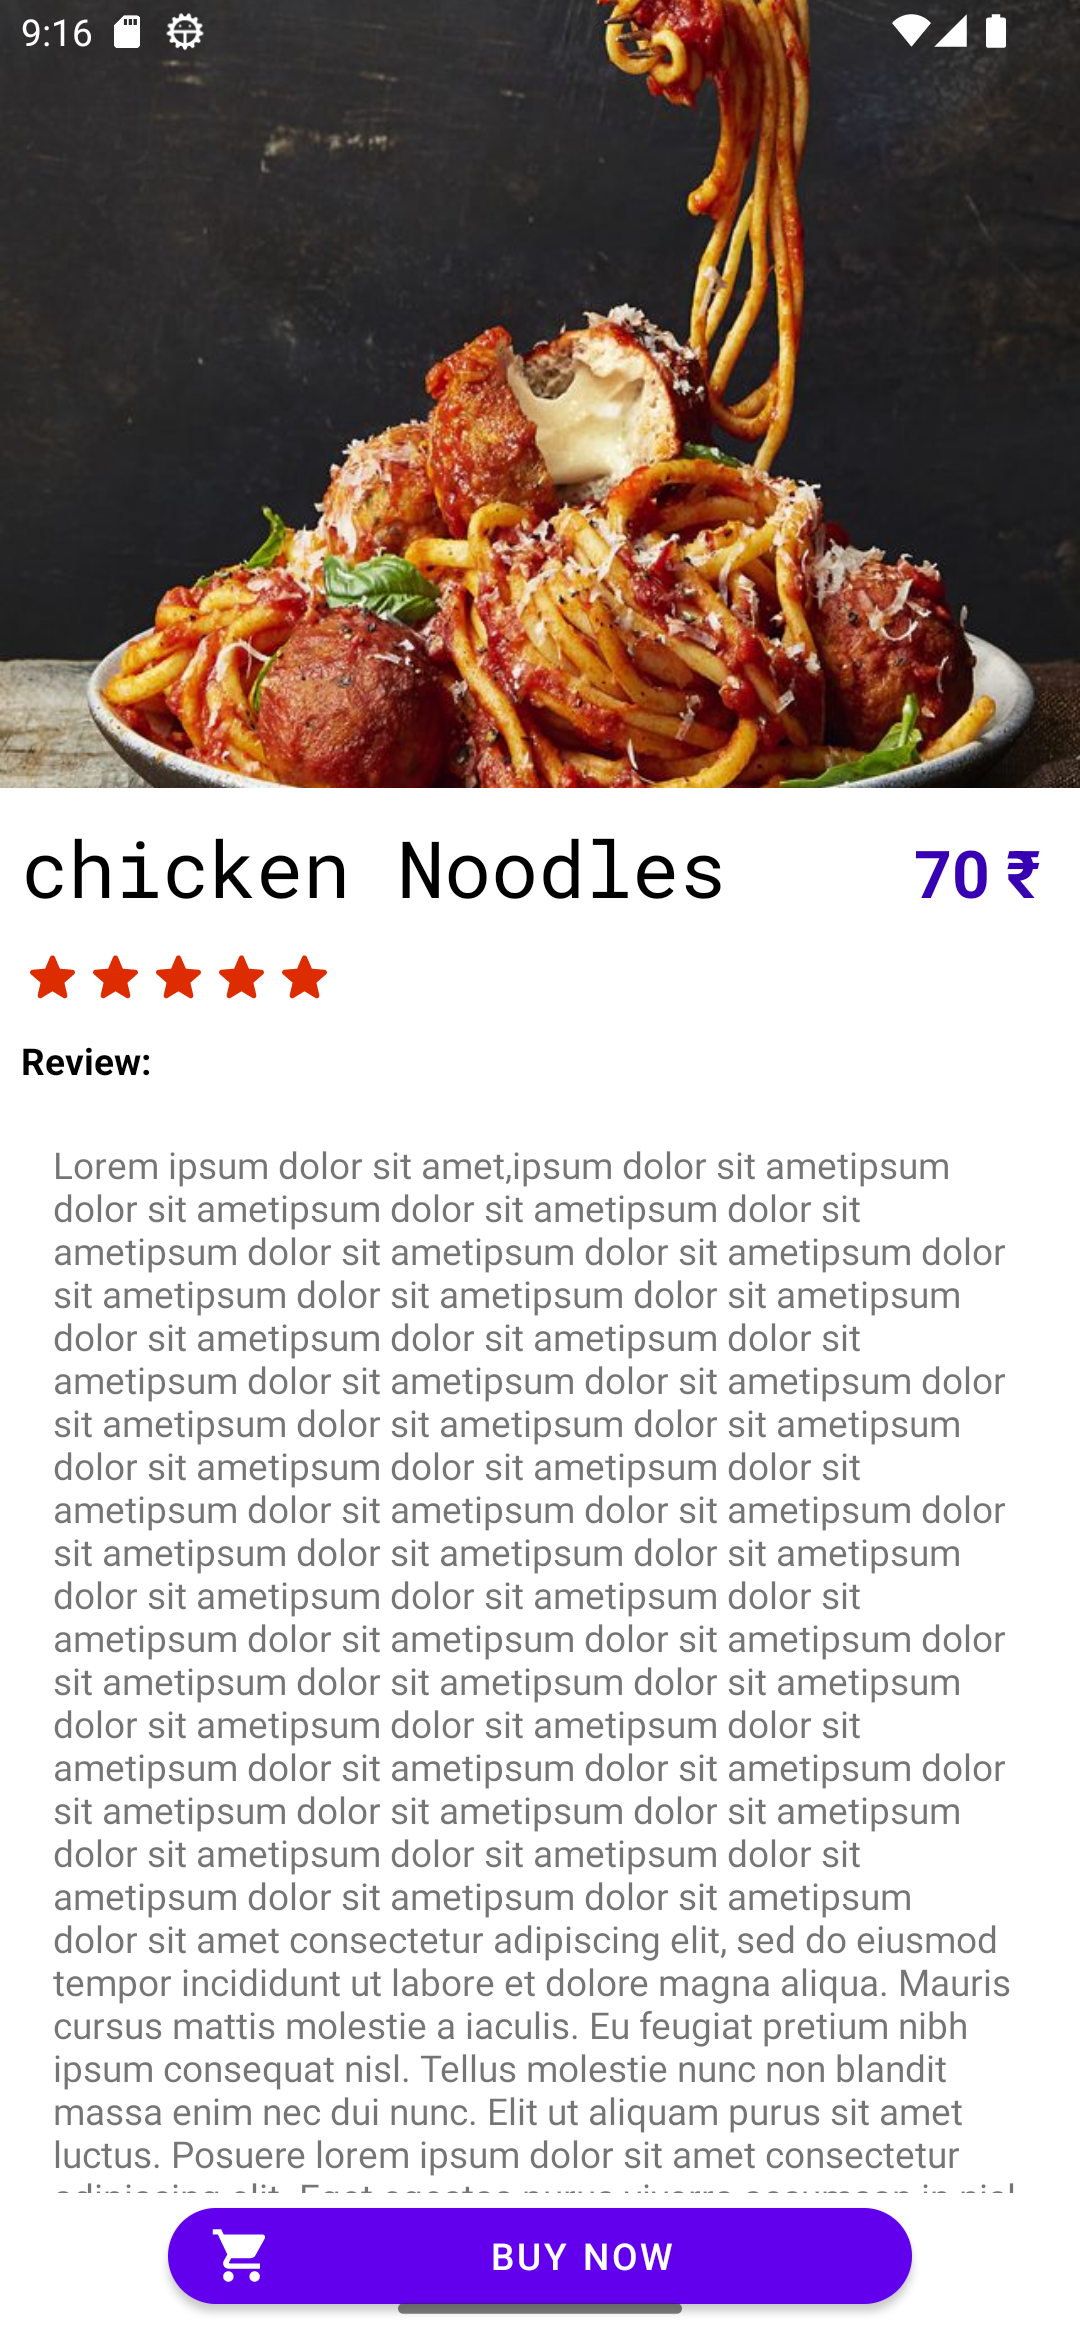 9:16
chicken Noodles
70 ₹
Review:
Lorem ipsum dolor sit amet,ipsum dolor sit ametipsum
dolor sit ametipsum dolor sit ametipsum dolor sit
ametipsum dolor sit ametipsum dolor sit ametipsum dolor
sit ametipsum dolor sit ametipsum dolor sit ametipsum
dolor sit ametipsum dolor sit ametipsum dolor sit
ametipsum dolor sit ametipsum dolor sit ametipsum dolor
sit ametipsum dolor sit ametipsum dolor sit ametipsum
dolor sit ametipsum dolor sit ametipsum dolor sit
ametipsum dolor sit ametipsum dolor sit ametipsum dolor
sit ametipsum dolor sit ametipsum dolor sit ametipsum
dolor sit ametipsum dolor sit ametipsum dolor sit
ametipsum dolor sit ametipsum dolor sit ametipsum dolor
sit ametipsum dolor sit ametipsum dolor sit ametipsum
dolor sit ametipsum dolor sit ametipsum dolor sit
ametipsum dolor sit ametipsum dolor sit ametipsum dolor
sit ametipsum dolor sit ametipsum dolor sit ametipsum
dolor sit ametipsum dolor sit ametipsum dolor sit
ametipsum dolor sit ametipsum dolor sit ametipsum
dolor sit amet consectetur adipiscing elit, sed do eiusmod
tempor incididunt ut labore et dolore magna aliqua. Mauris
cursus mattis molestie a iaculis. Eu feugiat pretium nibh
ipsum consequat nisl. Tellus molestie nunc non blandit
massa enim nec dui nunc. Elit ut aliquam purus sit amet
luctus. Posuere lorem ipsum dolor sit amet consectetur
BUY NOW